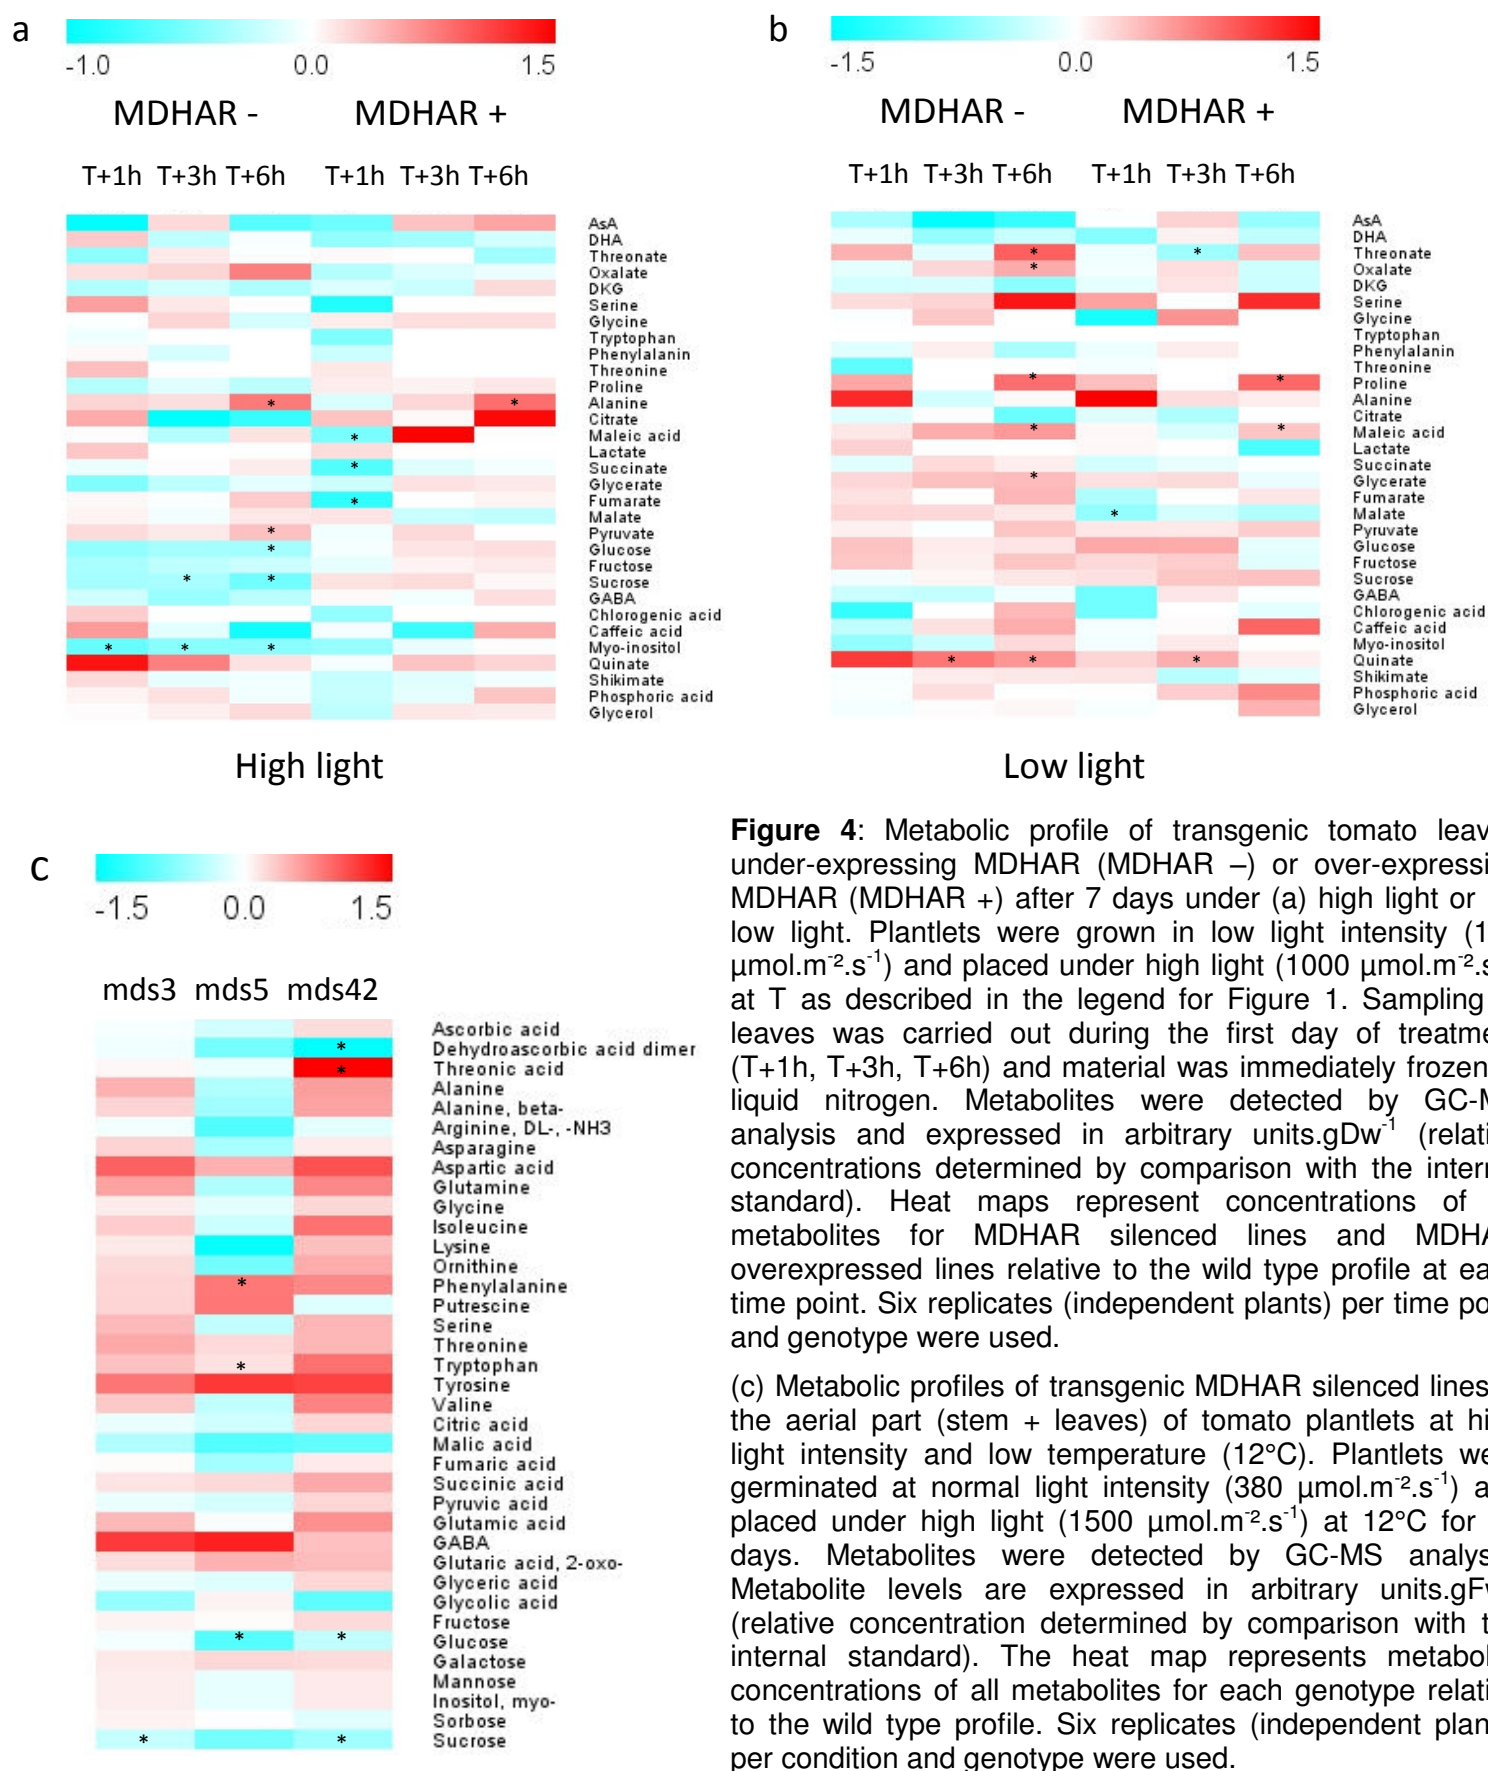 a
-1.0 0.0 1.5
MDHAR - MDHAR +
T+1h T+3h T+6h T+1h T+3h T+6h
*
AsA
DHA
Threonate
Oxalate
DKG
Serine
Glycine
Tryptophan
Phenylalanin
Threonine
Proline
* * Alanine
Citrate
* Maleic acid
Lactate
* Succinate
Glycerate
* Fumarate
Malate
* Pyruvate
* Glucose
Fructose
* * Sucrose
GABA
Chlorogenic acid
Caffeic acid
* * * Myo-inositol
Quinate
Shikimate
Phosphoric acid
Glycerol
High light
b
-1.5 0.0 1.5
MDHAR - MDHAR +
T+1h T+3h T+6h T+1h T+3h T+6h
AsA
DHA
* * Threonate
* Oxalate
DKG
Serine
Glycine
Tryptophan
Phenylalanin
Threonine
* * Proline
Alanine
Citrate
* * Maleic acid
Lactate
Succinate
* Glycerate
Fumarate
* Malate
Pyruvate
Glucose
Fructose
Sucrose
GABA
Chlorogenic acid
Caffeic acid
Myo-inositol
* * * Quinate
Shikimate
Phosphoric acid
Glycerol
Low light
c
-1.5 0.0 1.5
mds3 mds5 mds42
Ascorbic acid
* Dehydroascorbic acid dimer
* Threonic acid
Alanine
Alanine, beta-
Arginine, DL-, -NH3
Asparagine
Aspartic acid
Glutamine
Glycine
Isoleucine
Lysine
Ornithine
* Phenylalanine
Putrescine
Serine
Threonine
* Tryptophan
Tyrosine
Valine
Citric acid
Malic acid
Fumaric acid
Succinic acid
Pyruvic acid
Glutamic acid
GABA
Glutaric acid, 2-oxo-
Glyceric acid
Glycolic acid
Fructose
* * Glucose
Galactose
Mannose
Inositol, myo-
Sorbose
* * Sucrose
Figure 4: Metabolic profile of transgenic tomato leav
under-expressing MDHAR (MDHAR –) or over-expressi
MDHAR (MDHAR +) after 7 days under (a) high light or
low light. Plantlets were grown in low light intensity (1
µmol.m⁻².s⁻¹) and placed under high light (1000 µmol.m⁻².s
at T as described in the legend for Figure 1. Sampling
leaves was carried out during the first day of treatme
(T+1h, T+3h, T+6h) and material was immediately frozen
liquid nitrogen. Metabolites were detected by GC-M
analysis and expressed in arbitrary units.gDw⁻¹ (relati
concentrations determined by comparison with the intern
standard). Heat maps represent concentrations of
metabolites for MDHAR silenced lines and MDHA
overexpressed lines relative to the wild type profile at ea
time point. Six replicates (independent plants) per time po
and genotype were used.
(c) Metabolic profiles of transgenic MDHAR silenced lines
the aerial part (stem + leaves) of tomato plantlets at hi
light intensity and low temperature (12°C). Plantlets we
germinated at normal light intensity (380 µmol.m⁻².s⁻¹) a
placed under high light (1500 µmol.m⁻².s⁻¹) at 12°C for
days. Metabolites were detected by GC-MS analys
Metabolite levels are expressed in arbitrary units.gFw
(relative concentration determined by comparison with t
internal standard). The heat map represents metabol
concentrations of all metabolites for each genotype relati
to the wild type profile. Six replicates (independent plan
per condition and genotype were used.